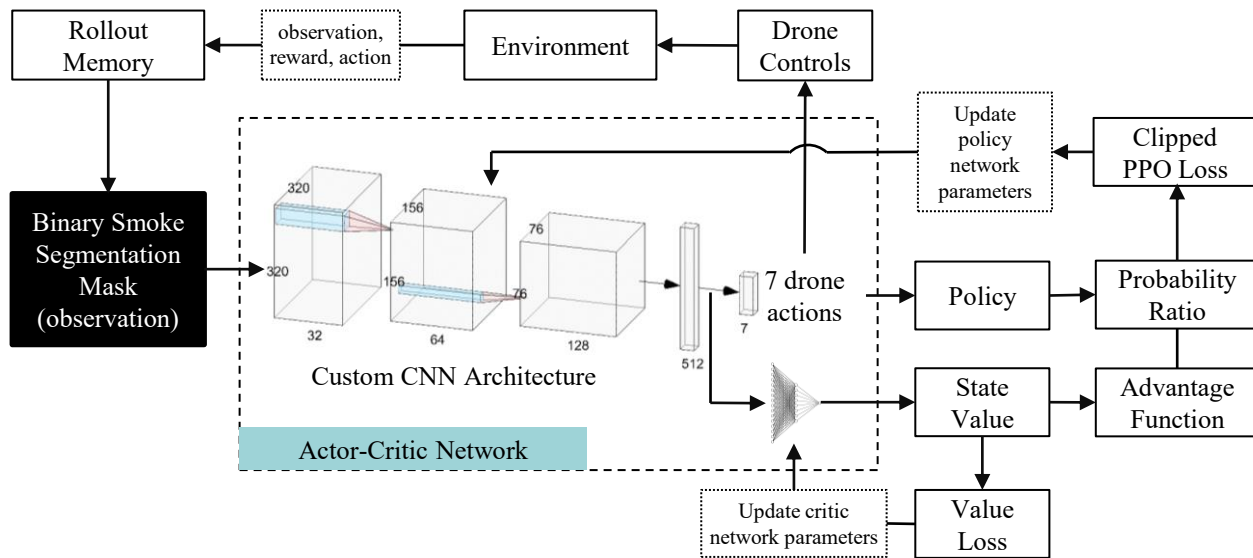 Rollout
Memory
observation,
reward, action
Environment
Drone
Controls
Update
policy
network
parameters
Clipped
PPO Loss
Binary Smoke
Segmentation
Mask
(observation)
320
320
32
156
156
64
76
76
128
512
7
7 drone
actions
Custom CNN Architecture
Actor-Critic Network
Policy
Probability
Ratio
State
Value
Advantage
Function
Update critic
network parameters
Value
Loss